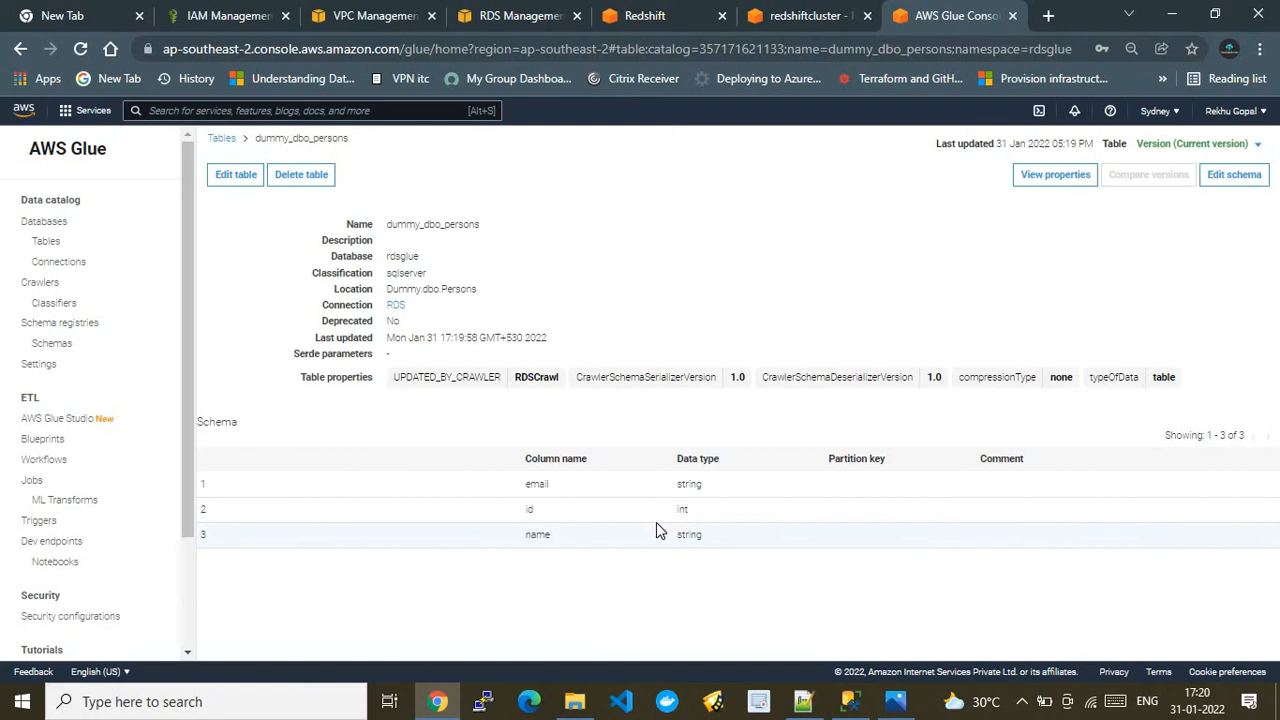 New Tab
IAM Manageme
VPC Managem
RDS Manageme
Redshift
redshiftcluster - In
AWS Glue Conso
ap-southeast-2.console.aws.amazon.com/glue/home?region=ap-southeast-2#table:catalog=357171621133;name=dummy_dbo_persons;namespace=rdsglue
Apps
New Tab
History
Understanding Dat...
VPN itc
My Group Dashboa...
Citrix Receiver
Deploying to Azure...
Terraform and GitH...
Provision infrastruct...
»
Reading list
aws
Services
Search for services, features, blogs, docs, and more
[Alt+S]
Sydney
Rekhu Gopal
AWS Glue
Data catalog
Databases
Tables
Connections
Crawlers
Classifiers
Schema registries
Schemas
Settings
ETL
AWS Glue Studio New
Blueprints
Workflows
Jobs
ML Transforms
Triggers
Dev endpoints
Notebooks
Security
Security configurations
Tutorials
Tables > dummy_dbo_persons
Last updated 31 Jan 2022 05:19 PM Table Version (Current version)
Edit table
Delete table
View properties
Compare versions
Edit schema
Name dummy_dbo_persons
Description
Database rdsglue
Classification sqlserver
Location Dummy.dbo.Persons
Connection RDS
Deprecated No
Last updated Mon Jan 31 17:19:58 GMT+530 2022
Serde parameters -
Table properties UPDATED_BY_CRAWLER RDSCrawl CrawlerSchemaSerializerVersion 1.0 CrawlerSchemaDeserializerVersion 1.0 compressionType none typeOfData table
Schema
Showing: 1 - 3 of 3
Column name Data type Partition key Comment
1 email string
2 id int
3 name string
Feedback
English (US)
© 2022, Amazon Internet Services Private Ltd. or its affiliates.
Privacy
Terms
Cookie preferences
Type here to search
30°C
ENG
17:20
31-01-2022